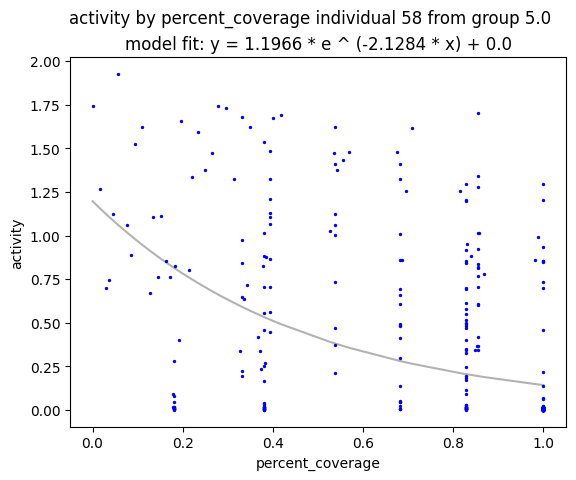 activity by percent_coverage individual 58 from group 5.0
model fit: y = 1.1966 * e ^ (-2.1284 * x) + 0.0
2.00
1.75
1.50
1.25
1.00
0.75
0.50
0.25
0.00
activity
0.0 0.2 0.4 0.6 0.8 1.0
percent_coverage